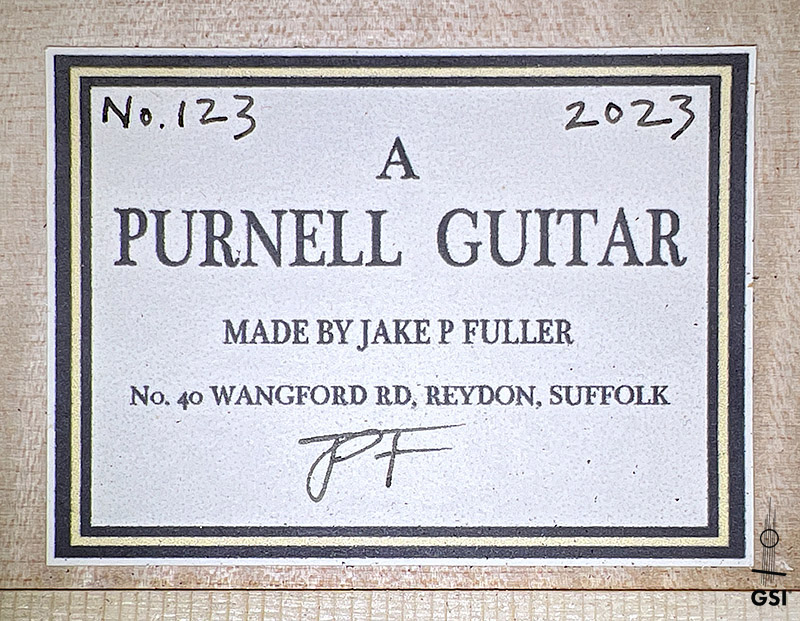 No. 123 2023
A
PURNELL GUITAR
MADE BY JAKE P FULLER
No. 40 WANGFORD RD, REYDON, SUFFOLK
JPF
GSI